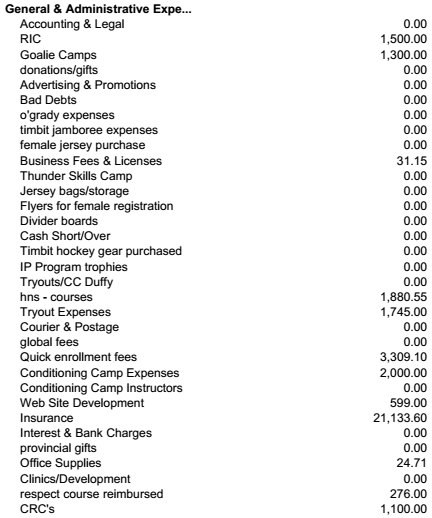 General & Administrative Expe...
Accounting & Legal 0.00
RIC 1,500.00
Goalie Camps 1,300.00
donations/gifts 0.00
Advertising & Promotions 0.00
Bad Debts 0.00
o'grady expenses 0.00
timbit jamboree expenses 0.00
female jersey purchase 0.00
Business Fees & Licenses 31.15
Thunder Skills Camp 0.00
Jersey bags/storage 0.00
Flyers for female registration 0.00
Divider boards 0.00
Cash Short/Over 0.00
Timbit hockey gear purchased 0.00
IP Program trophies 0.00
Tryouts/CC Duffy 0.00
hns - courses 1,880.55
Tryout Expenses 1,745.00
Courier & Postage 0.00
global fees 0.00
Quick enrollment fees 3,309.10
Conditioning Camp Expenses 2,000.00
Conditioning Camp Instructors 0.00
Web Site Development 599.00
Insurance 21,133.60
Interest & Bank Charges 0.00
provincial gifts 0.00
Office Supplies 24.71
Clinics/Development 0.00
respect course reimbursed 276.00
CRC's 1,100.00